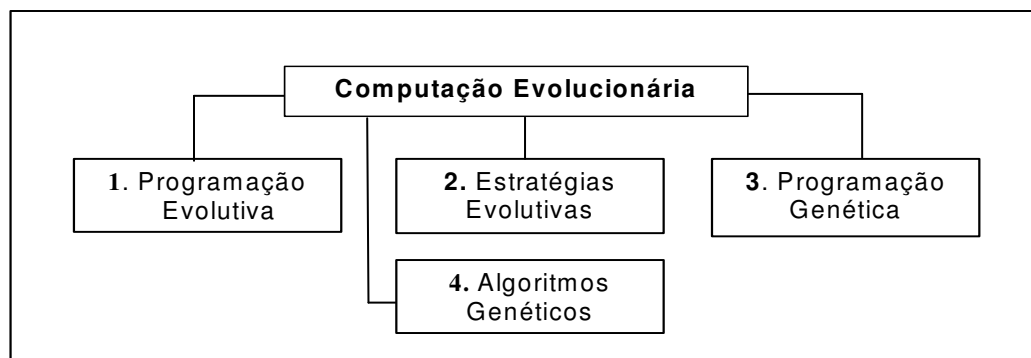 Computação Evolucionária
1. Programação
Evolutiva
2. Estratégias
Evolutivas
3. Programação
Genética
4. Algoritmos
Genéticos